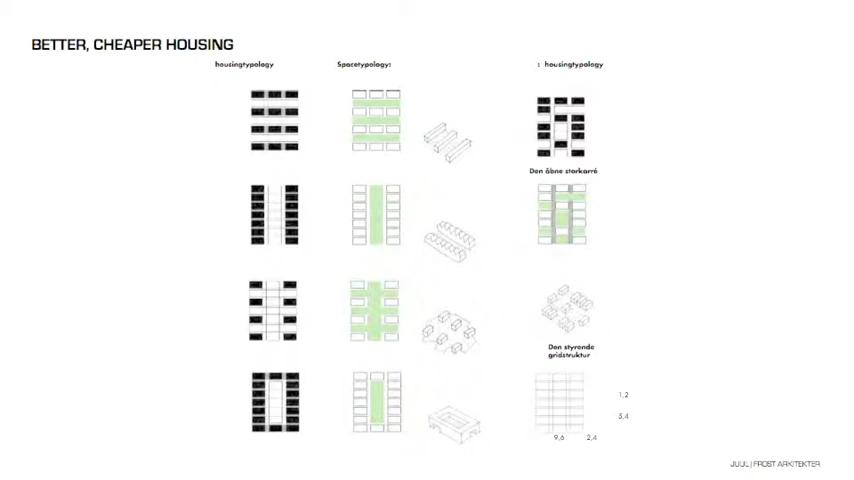 BETTER, CHEAPER HOUSING
housingtypology
Spacetypology:
: housingtypology
Den åbne storkarré
Den styrende
gridstruktur
1,2
5,4
9,6 2,4
JUUL | FROST ARKITEKTER